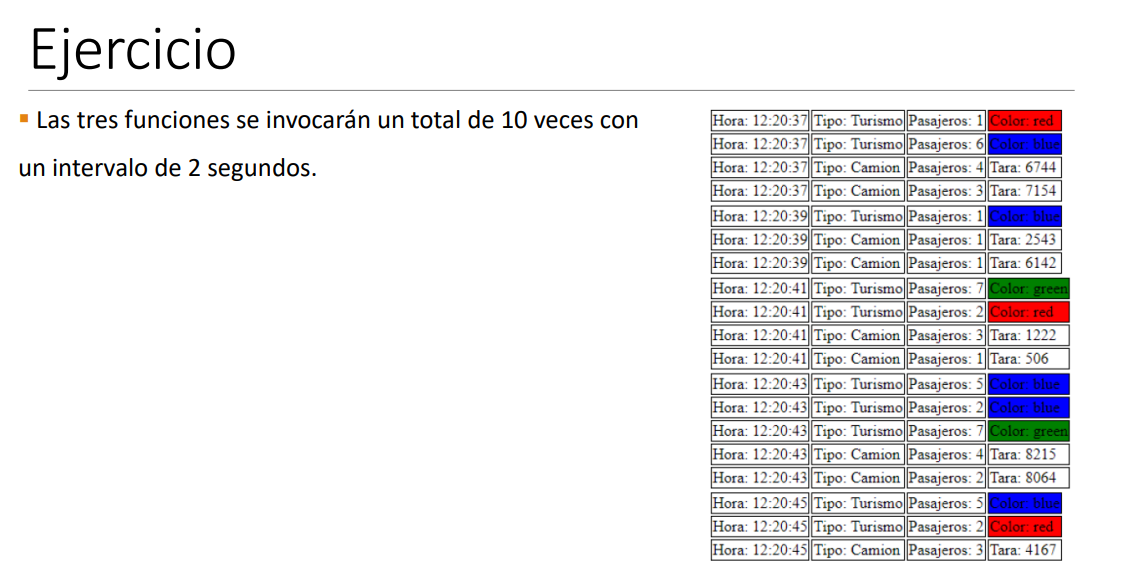 Ejercicio
▪ Las tres funciones se invocarán un total de 10 veces con
un intervalo de 2 segundos.
Hora: 12:20:37 Tipo: Turismo Pasajeros: 1 Color: red
Hora: 12:20:37 Tipo: Turismo Pasajeros: 6 Color: blue
Hora: 12:20:37 Tipo: Camion Pasajeros: 4 Tara: 6744
Hora: 12:20:37 Tipo: Camion Pasajeros: 3 Tara: 7154
Hora: 12:20:39 Tipo: Turismo Pasajeros: 1 Color: blue
Hora: 12:20:39 Tipo: Camion Pasajeros: 1 Tara: 2543
Hora: 12:20:39 Tipo: Camion Pasajeros: 1 Tara: 6142
Hora: 12:20:41 Tipo: Turismo Pasajeros: 7 Color: green
Hora: 12:20:41 Tipo: Turismo Pasajeros: 2 Color: red
Hora: 12:20:41 Tipo: Camion Pasajeros: 3 Tara: 1222
Hora: 12:20:41 Tipo: Camion Pasajeros: 1 Tara: 506
Hora: 12:20:43 Tipo: Turismo Pasajeros: 5 Color: blue
Hora: 12:20:43 Tipo: Turismo Pasajeros: 2 Color: blue
Hora: 12:20:43 Tipo: Turismo Pasajeros: 7 Color: green
Hora: 12:20:43 Tipo: Camion Pasajeros: 4 Tara: 8215
Hora: 12:20:43 Tipo: Camion Pasajeros: 2 Tara: 8064
Hora: 12:20:45 Tipo: Turismo Pasajeros: 5 Color: blue
Hora: 12:20:45 Tipo: Turismo Pasajeros: 2 Color: red
Hora: 12:20:45 Tipo: Camion Pasajeros: 3 Tara: 4167